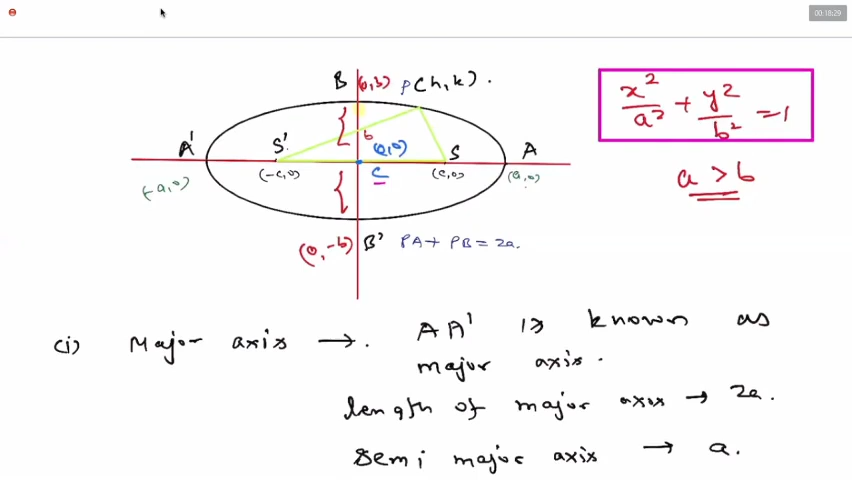 00:18:29
B (0,b) P(h,k).
x²/a² + y²/b² = 1
a > b
A' S' b (0,0) S A
(-a,0) (-c,0) C (c,0) (a,0)
(0,-b) B' PA + PB = 2a.
(i) Major axis → . AA' is known as
major axis.
length of major axis → 2a.
Semi major axis → a.